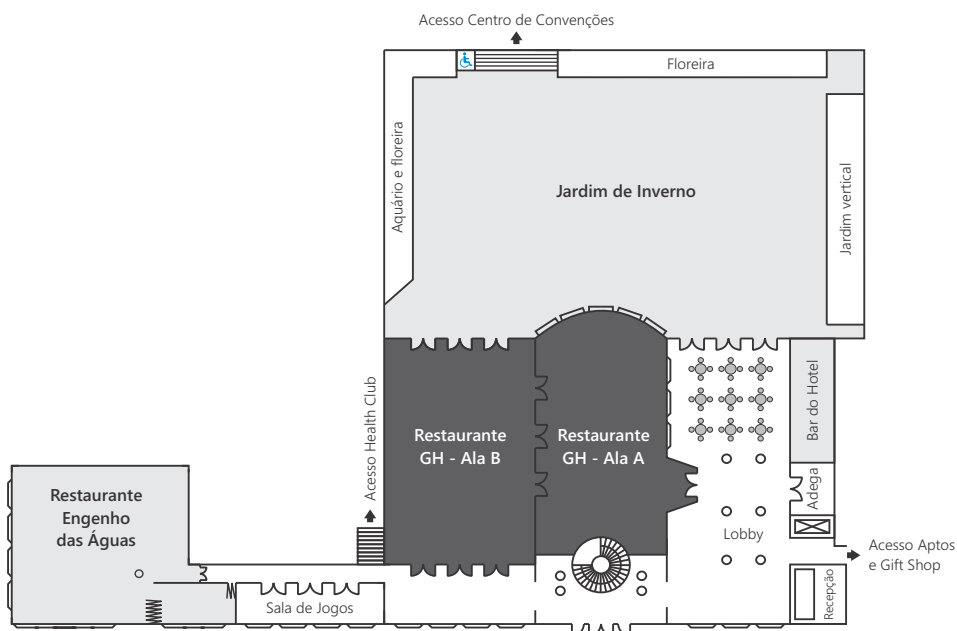 Acesso Centro de Convenções
Floreira
Aquário e floreira
Jardim de Inverno
Jardim vertical
Acesso Health Club
Restaurante
GH - Ala B
Restaurante
GH - Ala A
Bar do Hotel
Adega
Lobby
Restaurante
Engenho
das Águas
Acesso Aptos
e Gift Shop
Recepção
Sala de Jogos